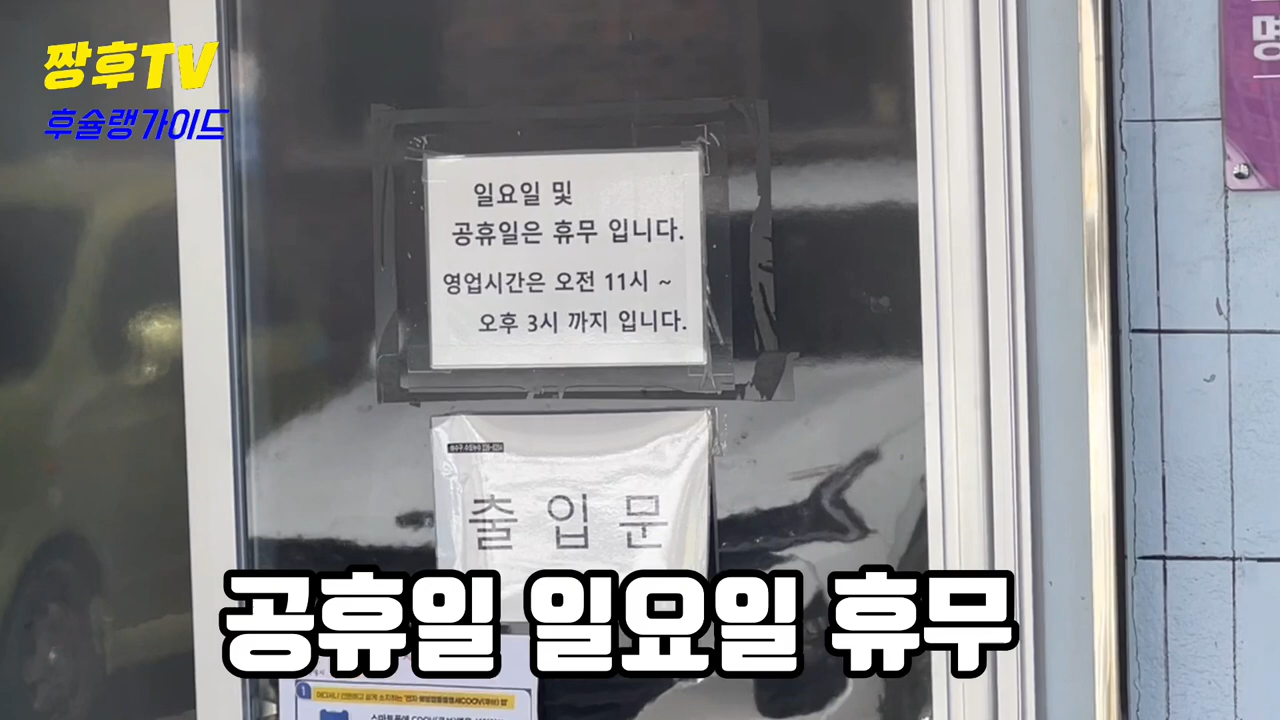 짱후TV
후슐랭가이드
명
일요일 및
공휴일은 휴무 입니다.
영업시간은 오전 11시 ~
오후 3시 까지 입니다.
출입문
공휴일 일요일 휴무
1